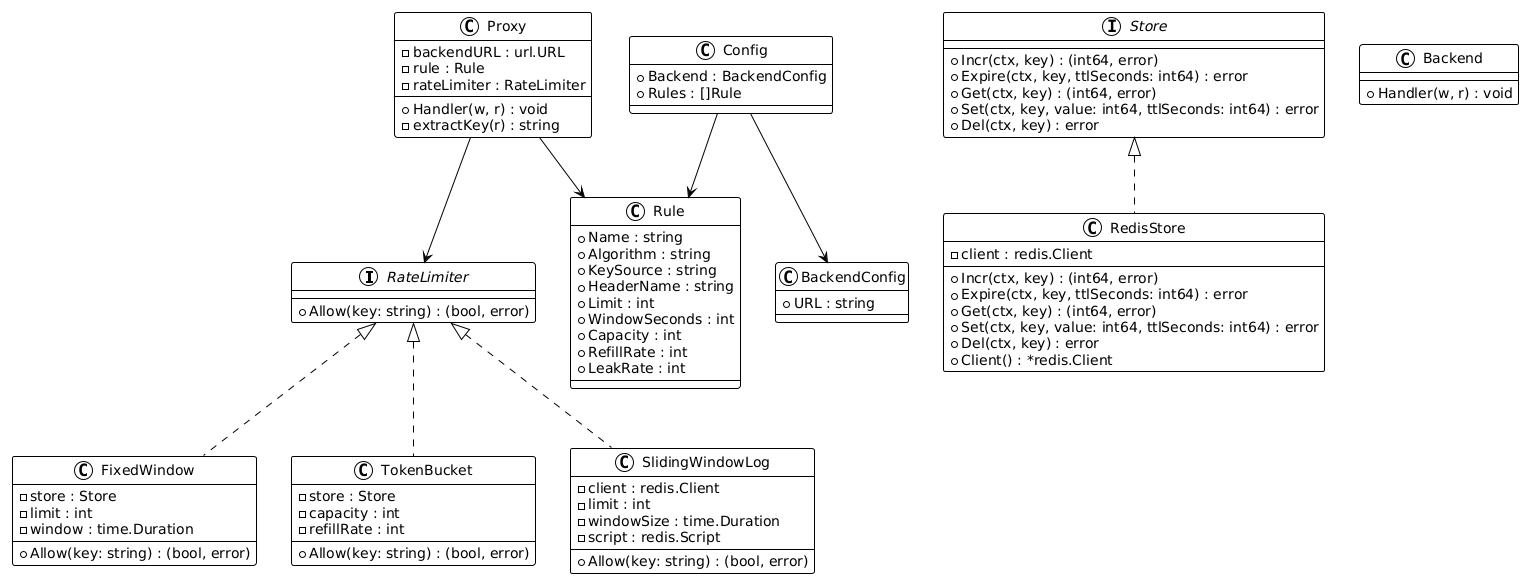 C Proxy
backendURL : url.URL
rule : Rule
rateLimiter : RateLimiter
Handler(w, r) : void
extractKey(r) : string
C Config
Backend : BackendConfig
Rules : []Rule
I Store
Incr(ctx, key) : (int64, error)
Expire(ctx, key, ttlSeconds: int64) : error
Get(ctx, key) : (int64, error)
Set(ctx, key, value: int64, ttlSeconds: int64) : error
Del(ctx, key) : error
C Backend
Handler(w, r) : void
I RateLimiter
Allow(key: string) : (bool, error)
C Rule
Name : string
Algorithm : string
KeySource : string
HeaderName : string
Limit : int
WindowSeconds : int
Capacity : int
RefillRate : int
LeakRate : int
C BackendConfig
URL : string
C RedisStore
client : redis.Client
Incr(ctx, key) : (int64, error)
Expire(ctx, key, ttlSeconds: int64) : error
Get(ctx, key) : (int64, error)
Set(ctx, key, value: int64, ttlSeconds: int64) : error
Del(ctx, key) : error
Client() : *redis.Client
C FixedWindow
store : Store
limit : int
window : time.Duration
Allow(key: string) : (bool, error)
C TokenBucket
store : Store
capacity : int
refillRate : int
Allow(key: string) : (bool, error)
C SlidingWindowLog
client : redis.Client
limit : int
windowSize : time.Duration
script : redis.Script
Allow(key: string) : (bool, error)